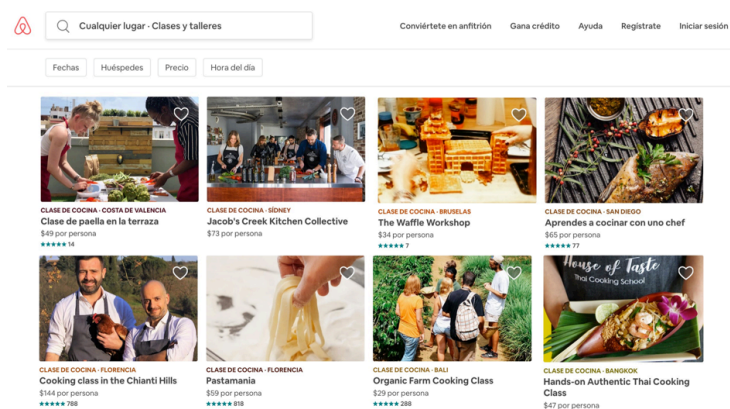 Cualquier lugar · Clases y talleres
Conviértete en anfitrión
Gana crédito
Ayuda
Regístrate
Iniciar sesión
Fechas
Huéspedes
Precio
Hora del día
CLASE DE COCINA · COSTA DE VALENCIA
Clase de paella en la terraza
$49 por persona
★★★★★ 14
CLASE DE COCINA · SÍDNEY
Jacob's Creek Kitchen Collective
$73 por persona
CLASE DE COCINA · BRUSELAS
The Waffle Workshop
$34 por persona
★★★★★ 7
CLASE DE COCINA · SAN DIEGO
Aprendes a cocinar con uno chef
$65 por persona
★★★★★ 77
CLASE DE COCINA · FLORENCIA
Cooking class in the Chianti Hills
$144 por persona
★★★★★ 788
CLASE DE COCINA · FLORENCIA
Pastamania
$59 por persona
★★★★★ 818
CLASE DE COCINA · BALI
Organic Farm Cooking Class
$29 por persona
★★★★★ 288
House of Taste
Thai Cooking School
CLASE DE COCINA · BANGKOK
Hands-on Authentic Thai Cooking
Class
$47 por persona